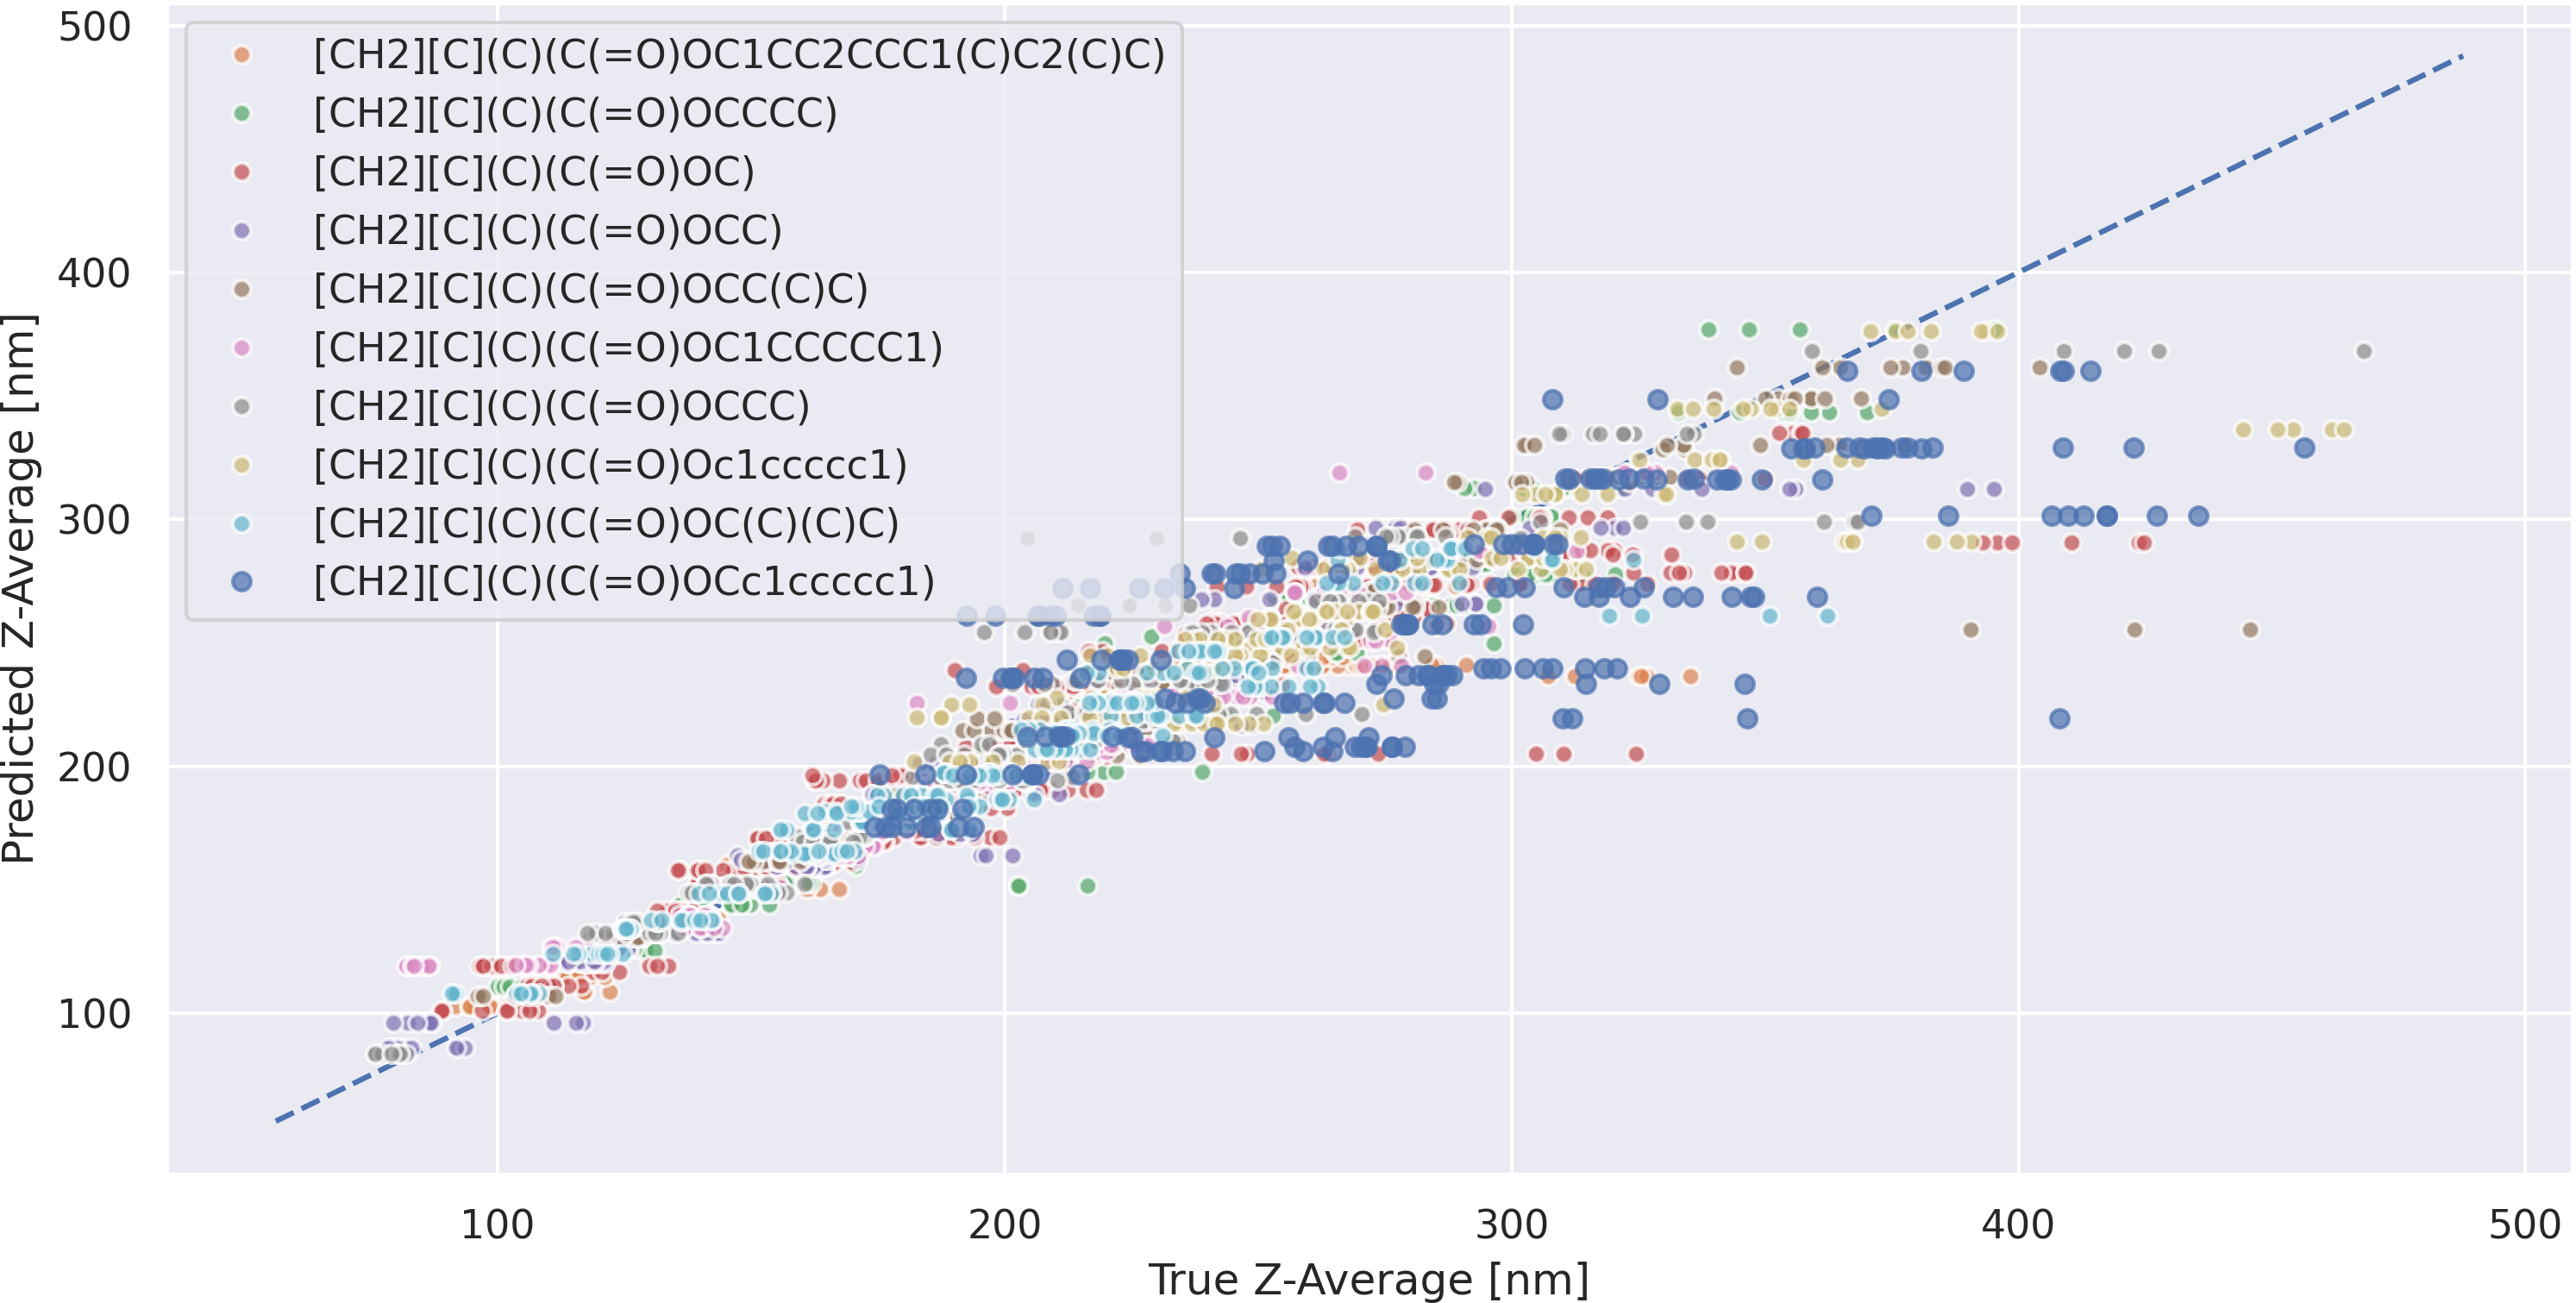 500
400
300
200
100
Predicted Z-Average [nm]
[CH2][C](C)(C(=O)OC1CC2CCC1(C)C2(C)C)
[CH2][C](C)(C(=O)OCCCC)
[CH2][C](C)(C(=O)OC)
[CH2][C](C)(C(=O)OCC)
[CH2][C](C)(C(=O)OCC(C)C)
[CH2][C](C)(C(=O)OC1CCCCC1)
[CH2][C](C)(C(=O)OCCC)
[CH2][C](C)(C(=O)Oc1ccccc1)
[CH2][C](C)(C(=O)OC(C)(C)C)
[CH2][C](C)(C(=O)OCc1ccccc1)
100 200 300 400 500
True Z-Average [nm]